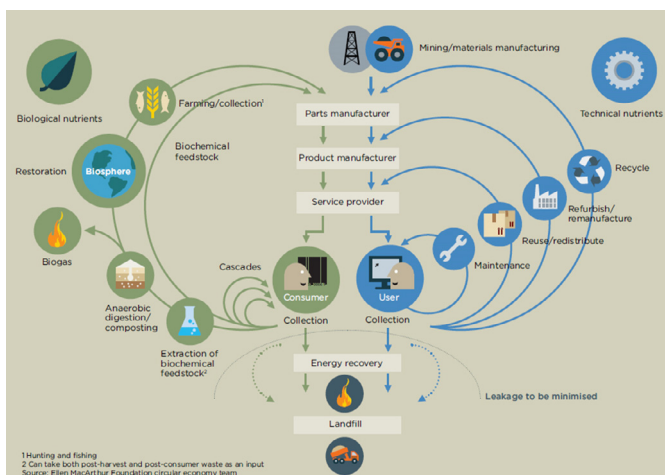 Mining/materials manufacturing
Biological nutrients
Farming/collection¹
Parts manufacturer
Technical nutrients
Biochemical
feedstock
Product manufacturer
Restoration
Biosphere
Recycle
Service provider
Refurbish/
remanufacture
Reuse/redistribute
Biogas
Cascades
Maintenance
Consumer
User
Anaerobic
digestion/
composting
Collection
Collection
Extraction of
biochemical
feedstock²
Energy recovery
Leakage to be minimised
Landfill
1 Hunting and fishing
2 Can take both post-harvest and post-consumer waste as an input
Source: Ellen MacArthur Foundation circular economy team